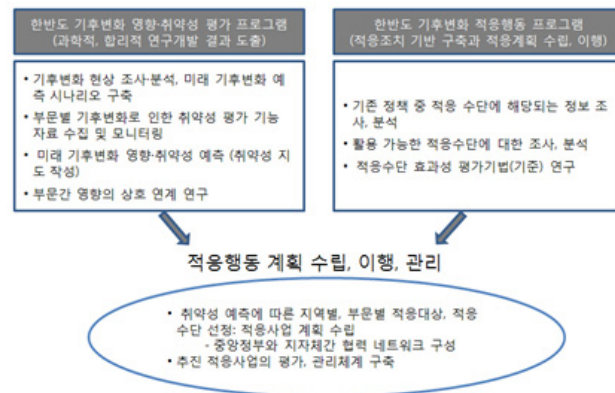 한반도 기후변화 영향·취약성 평가 프로그램
(과학적, 합리적 연구개발 결과 도출)
• 기후변화 현상 조사·분석, 미래 기후변화 예
측 시나리오 구축
• 부문별 기후변화로 인한 취약성 평가 기능
자료 수집 및 모니터링
• 미래 기후변화 영향·취약성 예측 (취약성 지
도 작성)
• 부문간 영향의 상호 연계 연구
한반도 기후변화 적응행동 프로그램
(적응조치 기반 구축과 적응계획 수립, 이행)
• 기존 정책 중 적응 수단에 해당되는 정보 조
사, 분석
• 활용 가능한 적응수단에 대한 조사, 분석
• 적응수단 효과성 평가기법(기준) 연구
적응행동 계획 수립, 이행, 관리
• 취약성 예측에 따른 지역별, 부문별 적응대상, 적응
수단 선정: 적응사업 계획 수립
- 중앙정부와 지자체간 협력 네트워크 구성
• 추진 적응사업의 평가, 관리체계 구축